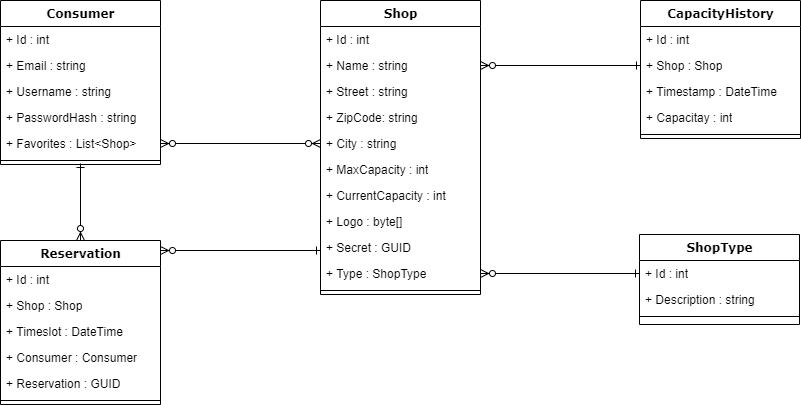 Consumer
+ Id : int
+ Email : string
+ Username : string
+ PasswordHash : string
+ Favorites : List<Shop>
Shop
+ Id : int
+ Name : string
+ Street : string
+ ZipCode: string
+ City : string
+ MaxCapacity : int
+ CurrentCapacity : int
+ Logo : byte[]
+ Secret : GUID
+ Type : ShopType
CapacityHistory
+ Id : int
+ Shop : Shop
+ Timestamp : DateTime
+ Capacitay : int
Reservation
+ Id : int
+ Shop : Shop
+ Timeslot : DateTime
+ Consumer : Consumer
+ Reservation : GUID
ShopType
+ Id : int
+ Description : string